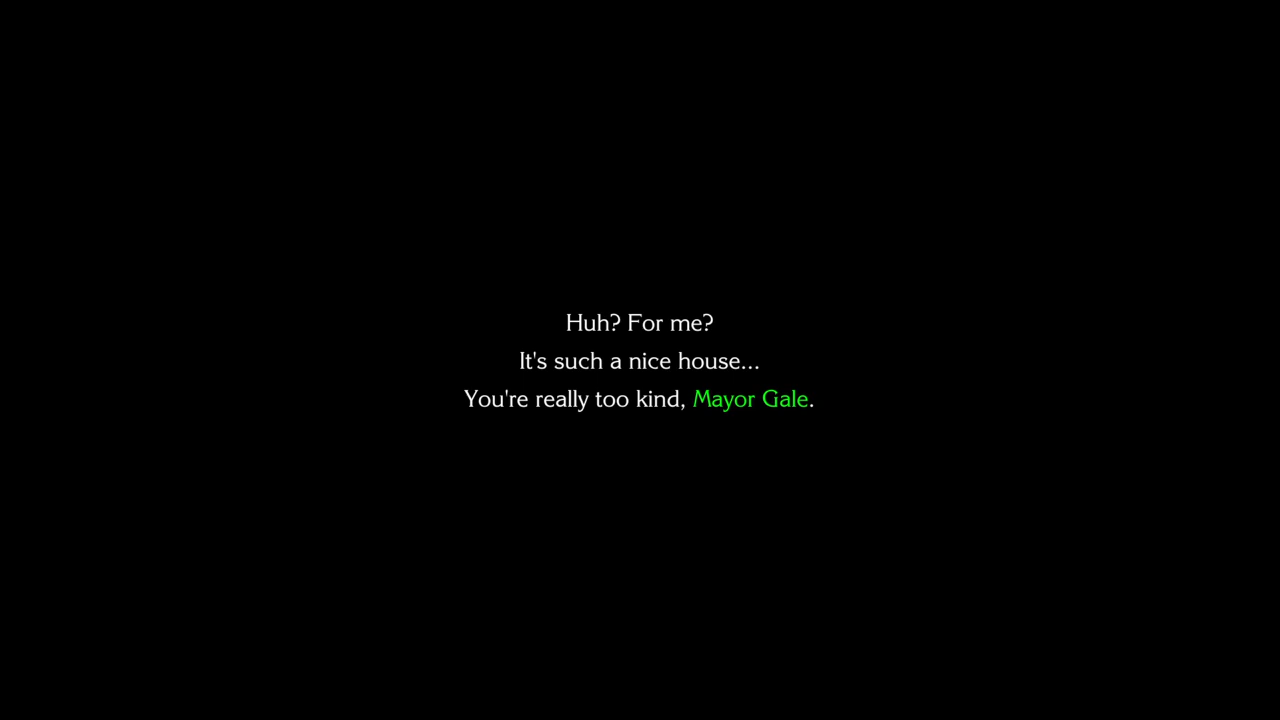 Huh? For me?
It's such a nice house...
You're really too kind, Mayor Gale.